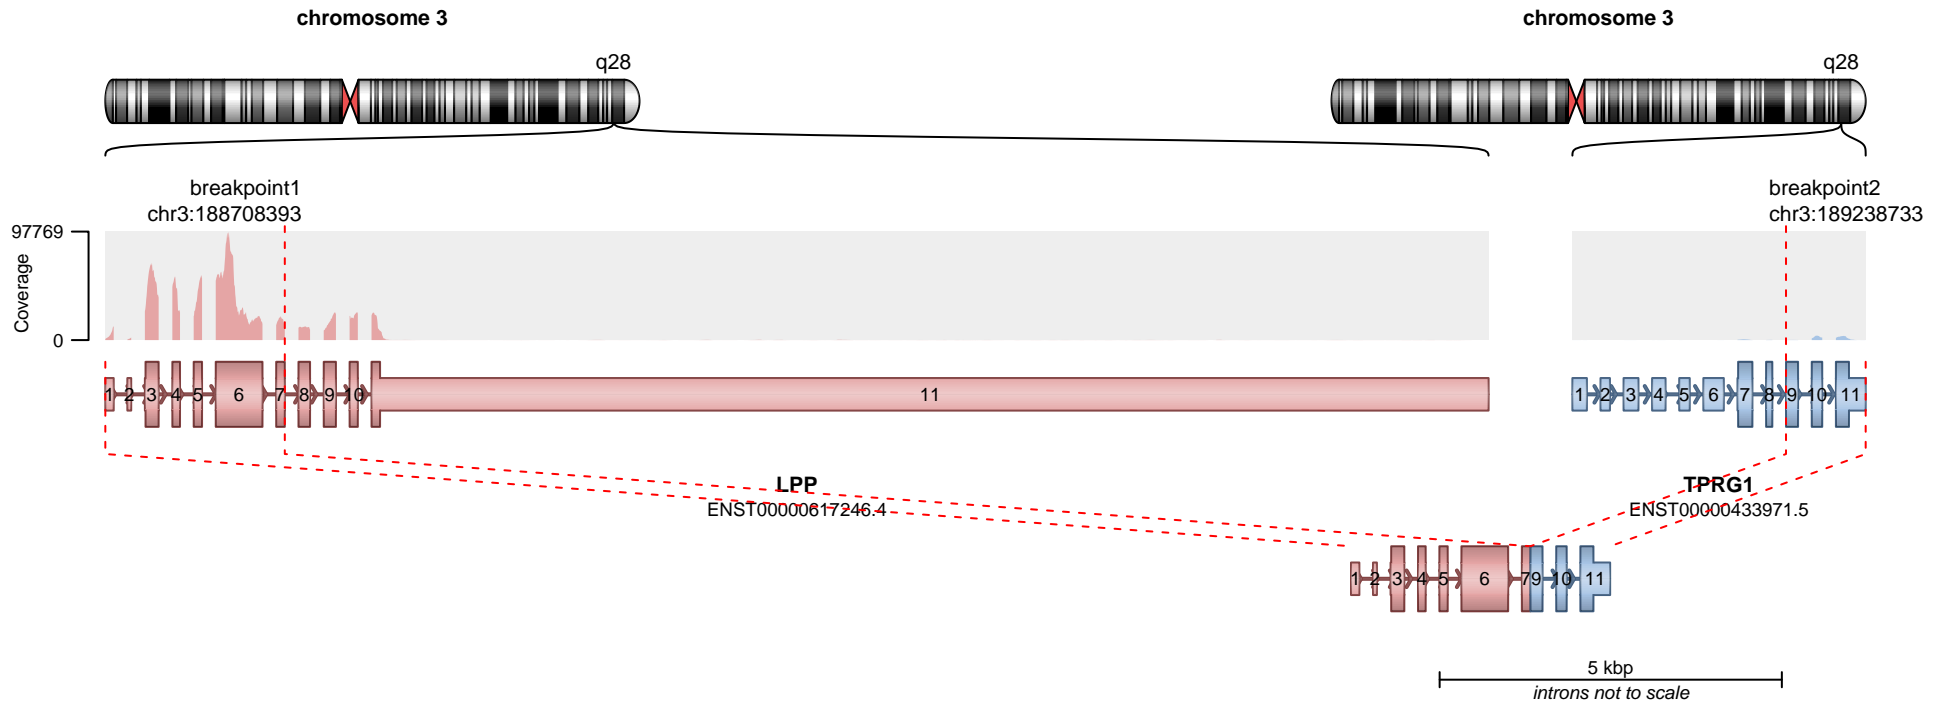 chromosome 3
chromosome 3
q28
q28
breakpoint1
chr3:188708393
breakpoint2
chr3:189238733
97769
Coverage
0
1 2 3 4 5 6 7 8 9 10 11
1 2 3 4 5 6 7 8 9 10 11
LPP
ENST00000617246.4
TPRG1
ENST00000433971.5
1 2 3 4 5 6 7 9 10 11
5 kbp
introns not to scale